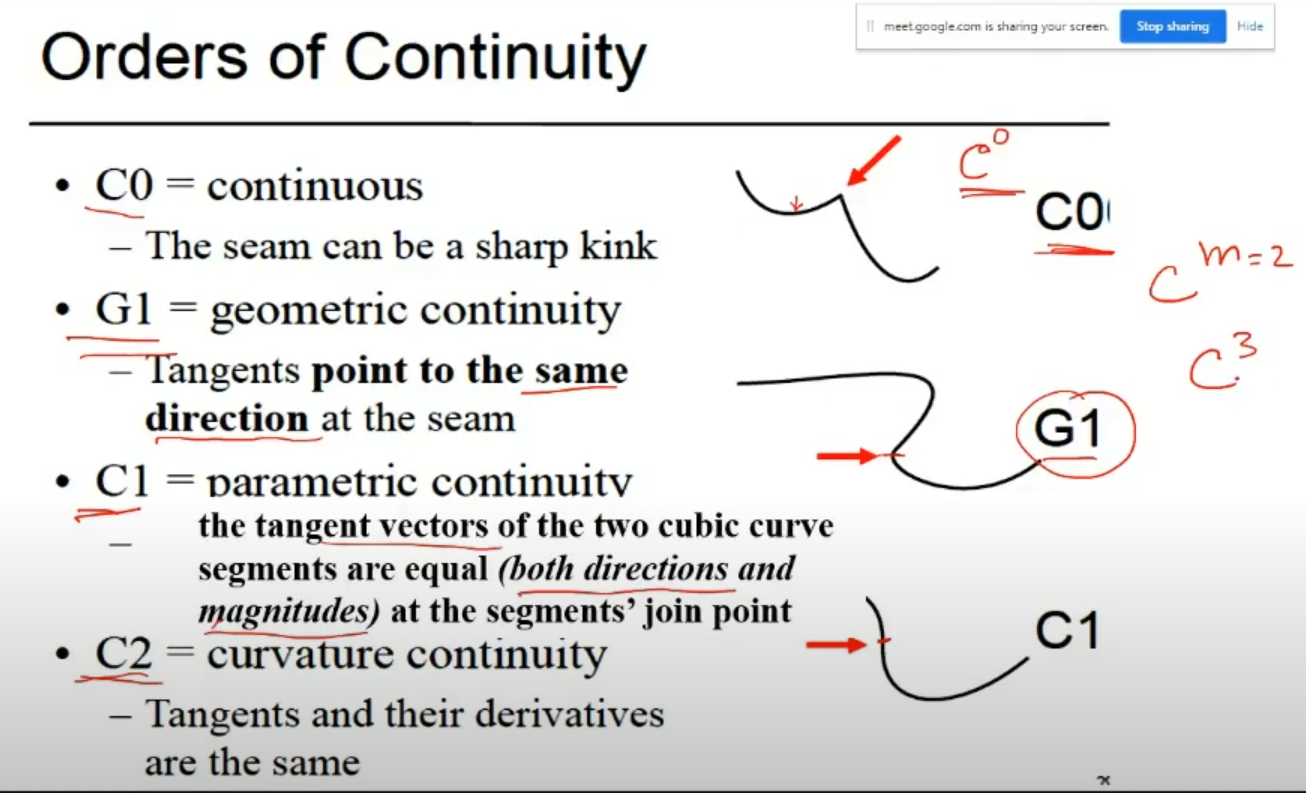 meet.google.com is sharing your screen. Stop sharing Hide
Orders of Continuity
• C0 = continuous
– The seam can be a sharp kink
• G1 = geometric continuity
– Tangents point to the same
direction at the seam
• C1 = parametric continuity
– the tangent vectors of the two cubic curve
segments are equal (both directions and
magnitudes) at the segments' join point
• C2 = curvature continuity
– Tangents and their derivatives
are the same
C⁰
C0
C m=2
C³
G1
C1